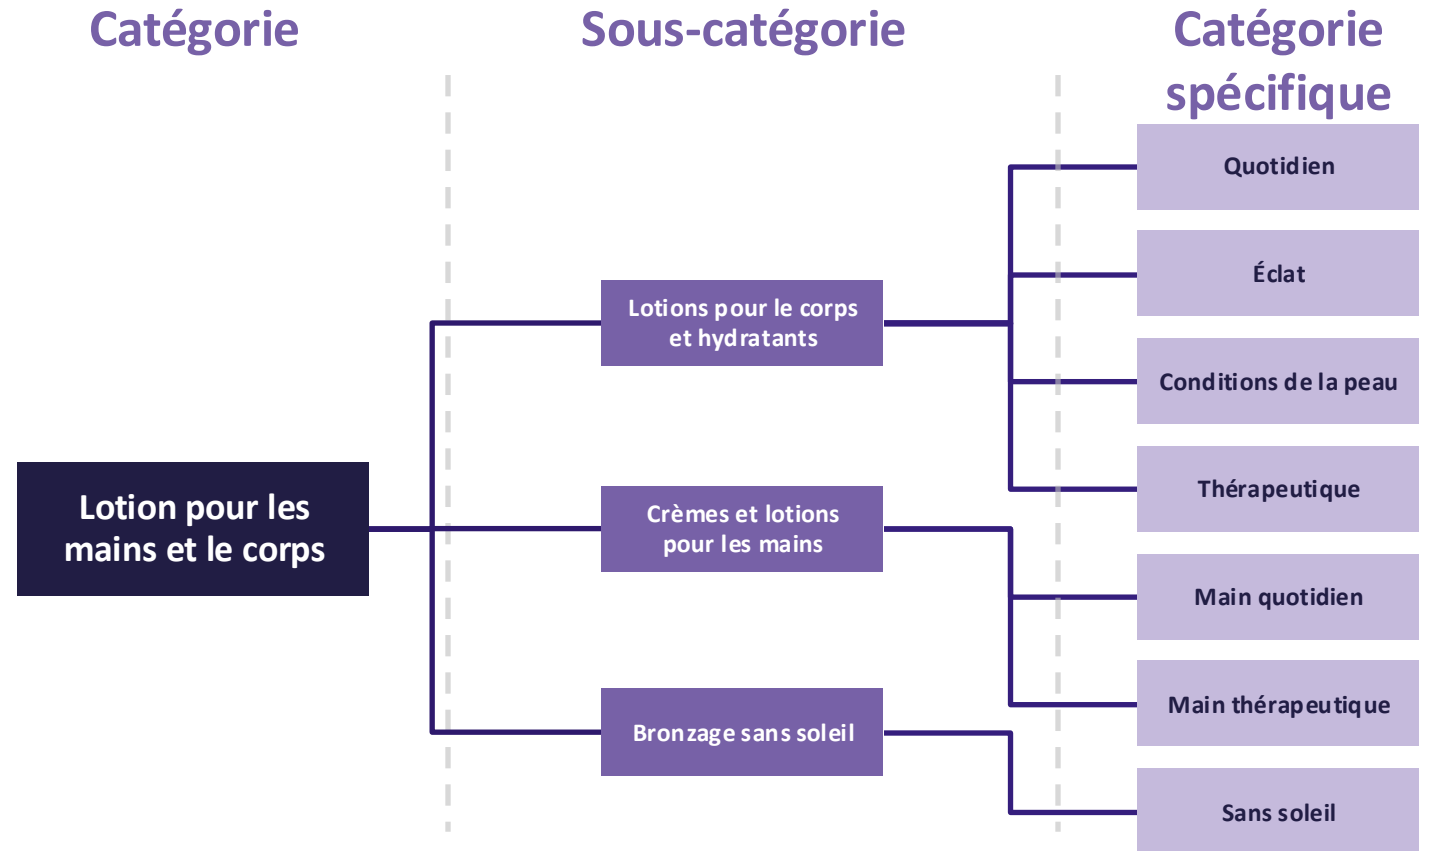 Catégorie
Sous-catégorie
Catégorie
spécifique
Quotidien
Éclat
Lotions pour le corps
et hydratants
Conditions de la peau
Thérapeutique
Lotion pour les
mains et le corps
Crèmes et lotions
pour les mains
Main quotidien
Main thérapeutique
Bronzage sans soleil
Sans soleil